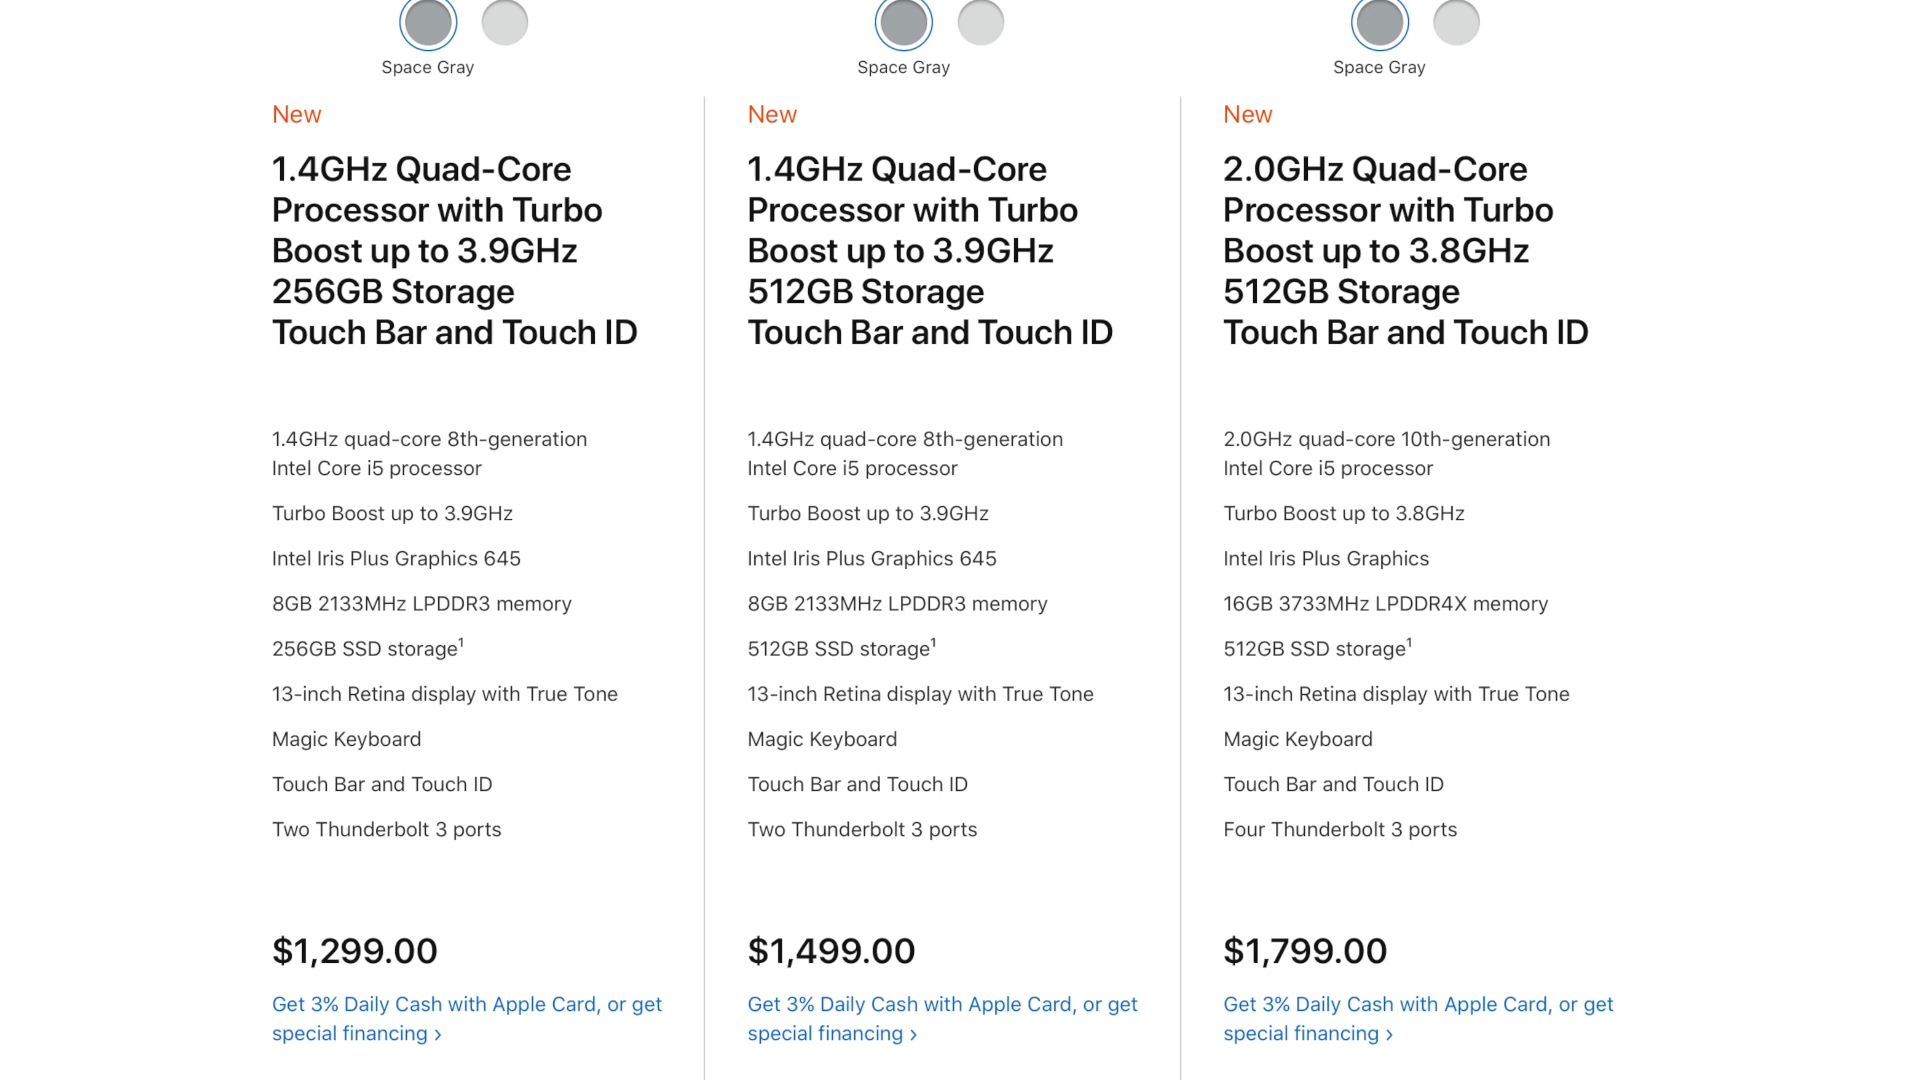 Space Gray
New
1.4GHz Quad-Core
Processor with Turbo
Boost up to 3.9GHz
256GB Storage
Touch Bar and Touch ID
1.4GHz quad-core 8th-generation
Intel Core i5 processor
Turbo Boost up to 3.9GHz
Intel Iris Plus Graphics 645
8GB 2133MHz LPDDR3 memory
256GB SSD storage¹
13-inch Retina display with True Tone
Magic Keyboard
Touch Bar and Touch ID
Two Thunderbolt 3 ports
$1,299.00
Get 3% Daily Cash with Apple Card, or get
special financing ›
Space Gray
New
1.4GHz Quad-Core
Processor with Turbo
Boost up to 3.9GHz
512GB Storage
Touch Bar and Touch ID
1.4GHz quad-core 8th-generation
Intel Core i5 processor
Turbo Boost up to 3.9GHz
Intel Iris Plus Graphics 645
8GB 2133MHz LPDDR3 memory
512GB SSD storage¹
13-inch Retina display with True Tone
Magic Keyboard
Touch Bar and Touch ID
Two Thunderbolt 3 ports
$1,499.00
Get 3% Daily Cash with Apple Card, or get
special financing ›
Space Gray
New
2.0GHz Quad-Core
Processor with Turbo
Boost up to 3.8GHz
512GB Storage
Touch Bar and Touch ID
2.0GHz quad-core 10th-generation
Intel Core i5 processor
Turbo Boost up to 3.8GHz
Intel Iris Plus Graphics
16GB 3733MHz LPDDR4X memory
512GB SSD storage¹
13-inch Retina display with True Tone
Magic Keyboard
Touch Bar and Touch ID
Four Thunderbolt 3 ports
$1,799.00
Get 3% Daily Cash with Apple Card, or get
special financing ›